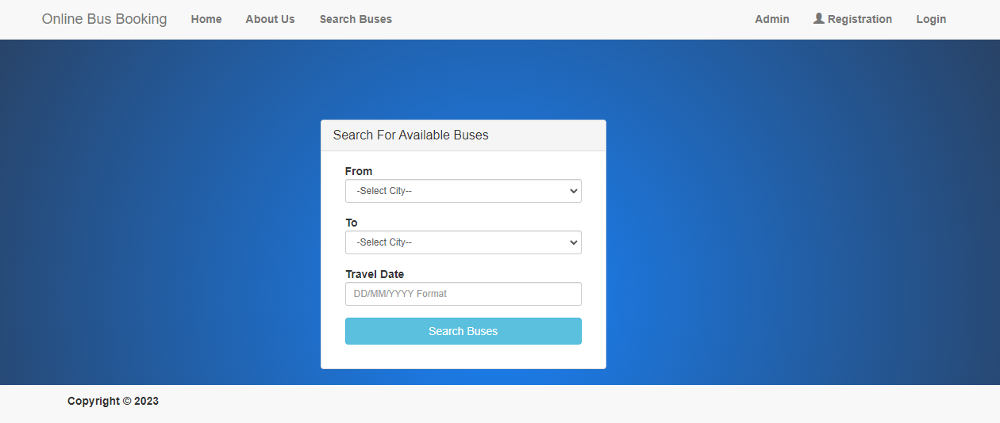 Online Bus Booking Home About Us Search Buses Admin Registration Login
Search For Available Buses
From
-Select City--
To
-Select City--
Travel Date
DD/MM/YYYY Format
Search Buses
Copyright © 2023